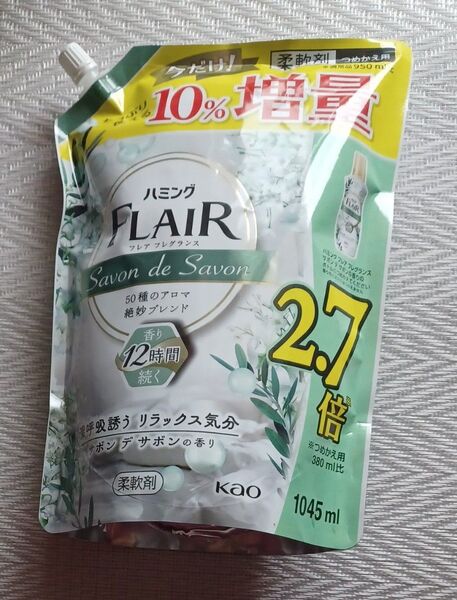 今だけ!
柔軟剤 つめかえ用
950ml
10%増量
ハミング
FLAIR
フレア フレグランス
Savon de Savon
50種のアロマ
絶妙ブレンド
香り
12時間
続く
2.7倍
※つめかえ用
380ml比
呼吸誘う リラックス気分
サボン デ サボンの香り
柔軟剤
Kao
1045ml